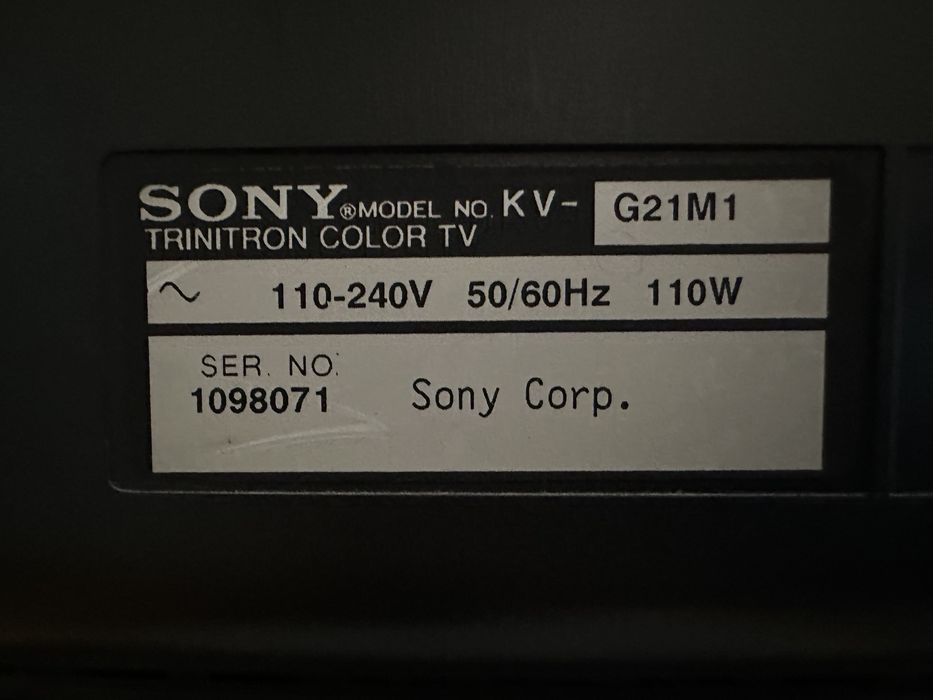 SONY® MODEL NO. KV- G21M1
TRINITRON COLOR TV
~ 110-240V 50/60Hz 110W
SER. NO.
1098071 Sony Corp.